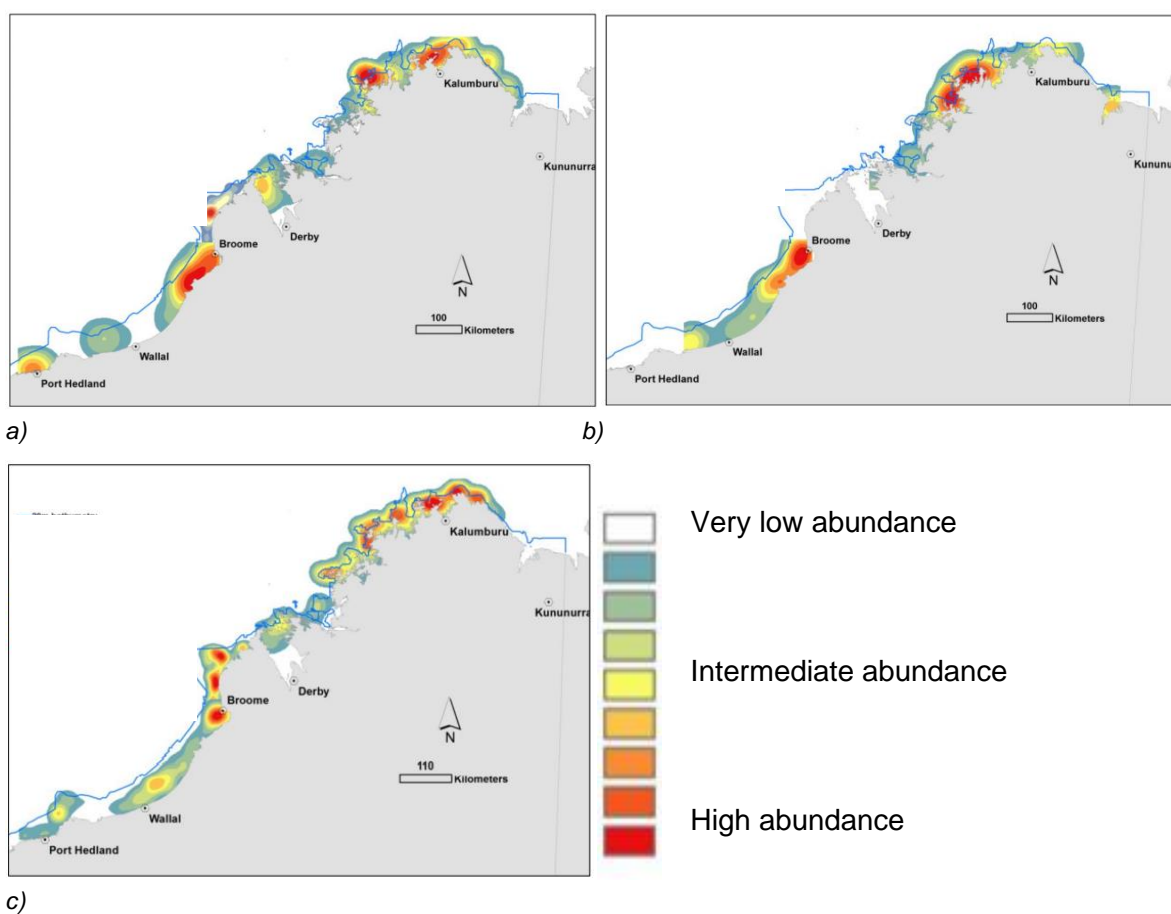 Kalumburu
Kununurra
Derby
Broome
N
100
Kilometers
Wallal
Port Hedland
a)
Kalumburu
Kununu
Derby
Broome
N
100
Kilometers
Wallal
Port Hedland
b)
Kalumburu
Kununurra
Derby
Broome
N
110
Kilometers
Wallal
Port Hedland
c)
Very low abundance
Intermediate abundance
High abundance